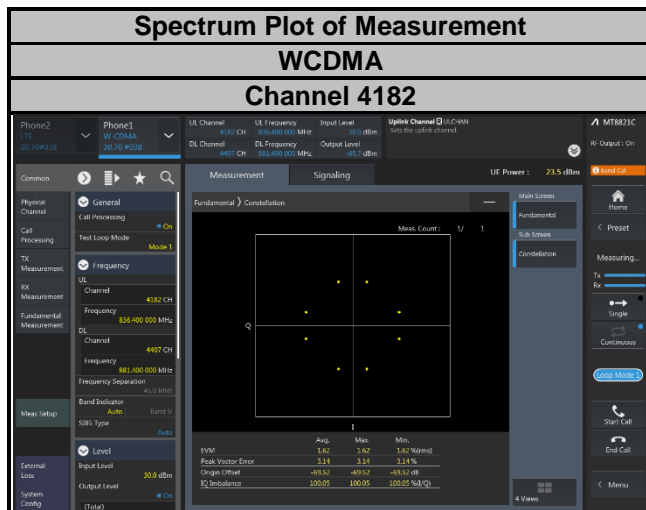 Spectrum Plot of Measurement
WCDMA
Channel 4182
Phone2
LTE
30.70#038
Phone1
W-CDMA
30.70 #038
UL Channel
4182 CH
UL Frequency
836.400 000 MHz
Input Level
30.0 dBm
DL Channel
4407 CH
DL Frequency
881.400 000 MHz
Output Level
-65.7 dBm
Uplink Channel ULCHAN
Sets the uplink channel.
MT8821C
RF Output : On
Common
Measurement
Signaling
UE Power : 23.5 dBm
Band Cal
Physical
Channel
Call
Processing
TX
Measurement
RX
Measurement
Fundamental
Measurement
Meas Setup
External
Loss
System
Config
General
Call Processing
On
Test Loop Mode
Mode 1
Frequency
UL
Channel
4182 CH
Frequency
836.400 000 MHz
DL
Channel
4407 CH
Frequency
881.400 000 MHz
Frequency Separation
45.0 MHz
Band Indicator
Auto Band V
Auto
Level
Input Level
30.0 dBm
Output Level
On
(Total)
Fundamental ) Constellation
Meas. Count : 1/ 1
Q
I
Avg. Max. Min.
EVM 1.62 1.62 1.62 %(rms)
Peak Vector Error 3.14 3.14 3.14 %
Origin Offset -69.52 -69.52 -69.52 dB
IQ Imbalance 100.05 100.05 100.05 %(I/Q)
Main Screen
Fundamental
Sub Screen
Constellation
4 Views
Home
< Preset
Measuring...
Tx
Rx
Single
Continuous
Loop Mode 1
Start Call
End Call
< Menu